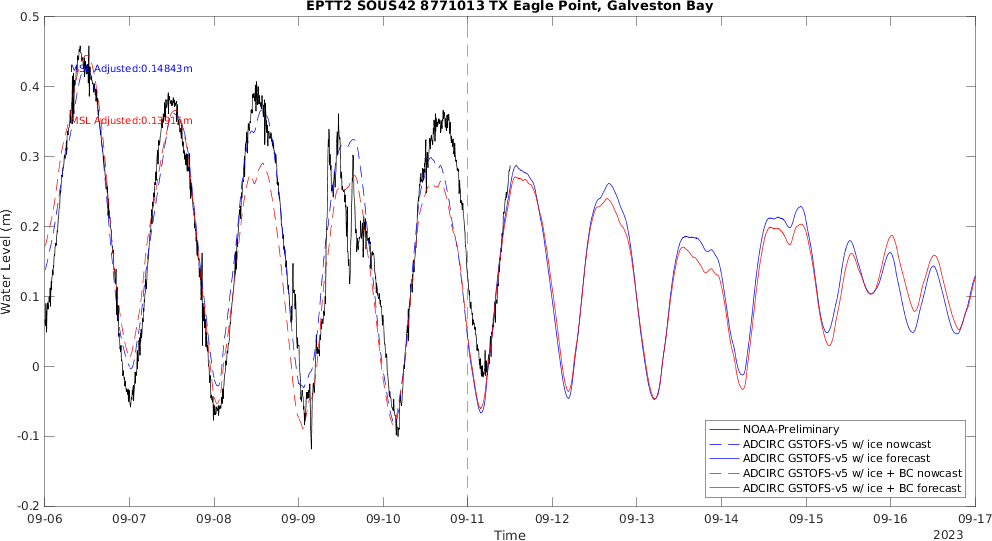 EPTT2 SOUS42 8771013 TX Eagle Point, Galveston Bay
Water Level (m)
0.5
0.4
0.3
0.2
0.1
0
-0.1
-0.2
Adjusted:0.14843m
MSL
NOAA-Preliminary
ADCIRC GSTOFS-v5 w/ ice nowcast
ADCIRC GSTOFS-v5 w/ ice forecast
ADCIRC GSTOFS-v5 w/ ice + BC nowcast
ADCIRC GSTOFS-v5 w/ ice + BC forecast
09-06 09-07 09-08 09-09 09-10 09-11 09-12 09-13 09-14 09-15 09-16 09-17
Time
2023